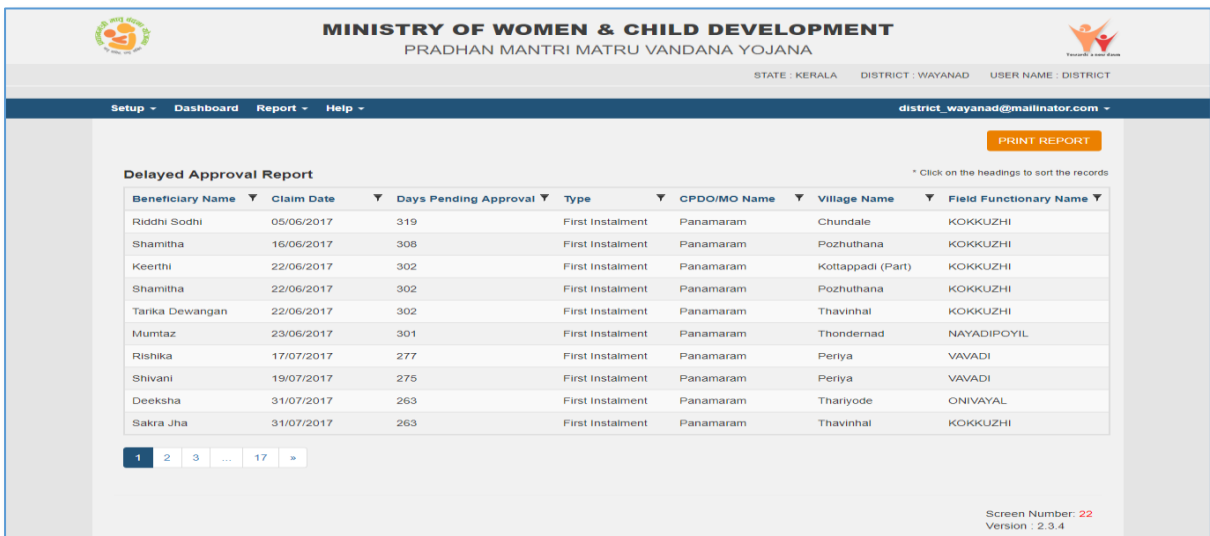 MINISTRY OF WOMEN & CHILD DEVELOPMENT
PRADHAN MANTRI MATRU VANDANA YOJANA
STATE : KERALA DISTRICT : WAYANAD USER NAME : DISTRICT
Setup Dashboard Report Help district_wayanad@mailinator.com
PRINT REPORT
Delayed Approval Report * Click on the headings to sort the records
Beneficiary Name Claim Date Days Pending Approval Type CPDO/MO Name Village Name Field Functionary Name
Riddhi Sodhi 05/06/2017 319 First Instalment Panamaram Chundale KOKKUZHI
Shamitha 16/06/2017 308 First Instalment Panamaram Pozhuthana KOKKUZHI
Keerthi 22/06/2017 302 First Instalment Panamaram Kottappadi (Part) KOKKUZHI
Shamitha 22/06/2017 302 First Instalment Panamaram Pozhuthana KOKKUZHI
Tarika Dewangan 22/06/2017 302 First Instalment Panamaram Thavinhal KOKKUZHI
Mumtaz 23/06/2017 301 First Instalment Panamaram Thondernad NAYADIPOYIL
Rishika 17/07/2017 277 First Instalment Panamaram Periya VAVADI
Shivani 19/07/2017 275 First Instalment Panamaram Periya VAVADI
Deeksha 31/07/2017 263 First Instalment Panamaram Thariyode ONIVAYAL
Sakra Jha 31/07/2017 263 First Instalment Panamaram Thavinhal KOKKUZHI
1 2 3 ... 17 »
Screen Number: 22
Version : 2.3.4